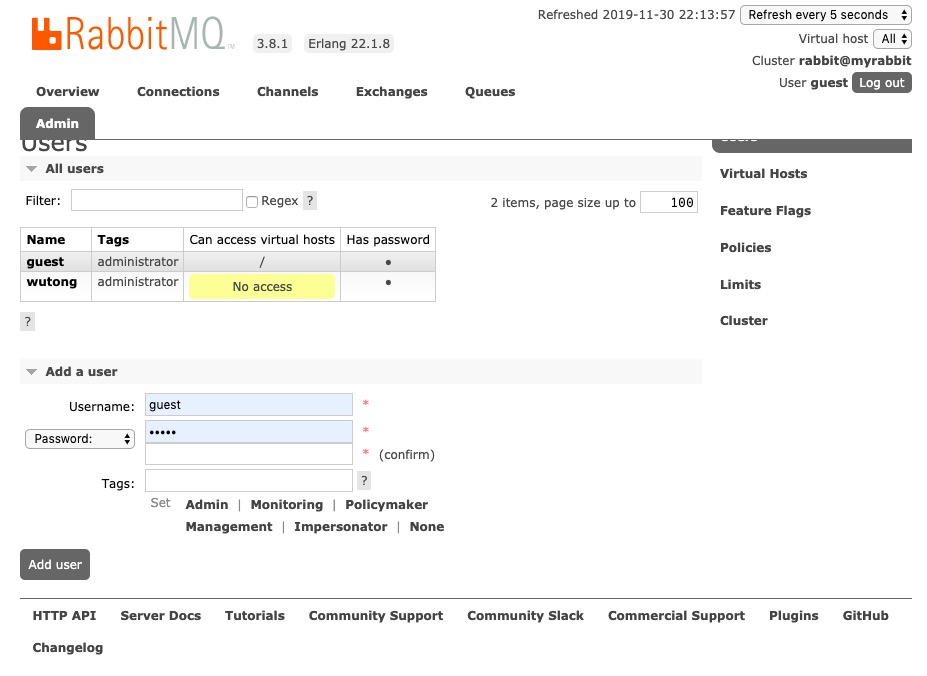 Refreshed 2019-11-30 22:13:57 Refresh every 5 seconds
RabbitMQ TM 3.8.1 Erlang 22.1.8
Virtual host All
Cluster rabbit@myrabbit
User guest Log out
Overview Connections Channels Exchanges Queues
Admin
Users
Users
All users
Virtual Hosts
Filter: Regex ? 2 items, page size up to 100
Feature Flags
Name Tags Can access virtual hosts Has password
Policies
guest administrator / •
wutong administrator No access •
Limits
?
Cluster
Add a user
Username: guest *
Password: ••••• *
* (confirm)
Tags: ?
Set Admin | Monitoring | Policymaker
Management | Impersonator | None
Add user
HTTP API Server Docs Tutorials Community Support Community Slack Commercial Support Plugins GitHub
Changelog